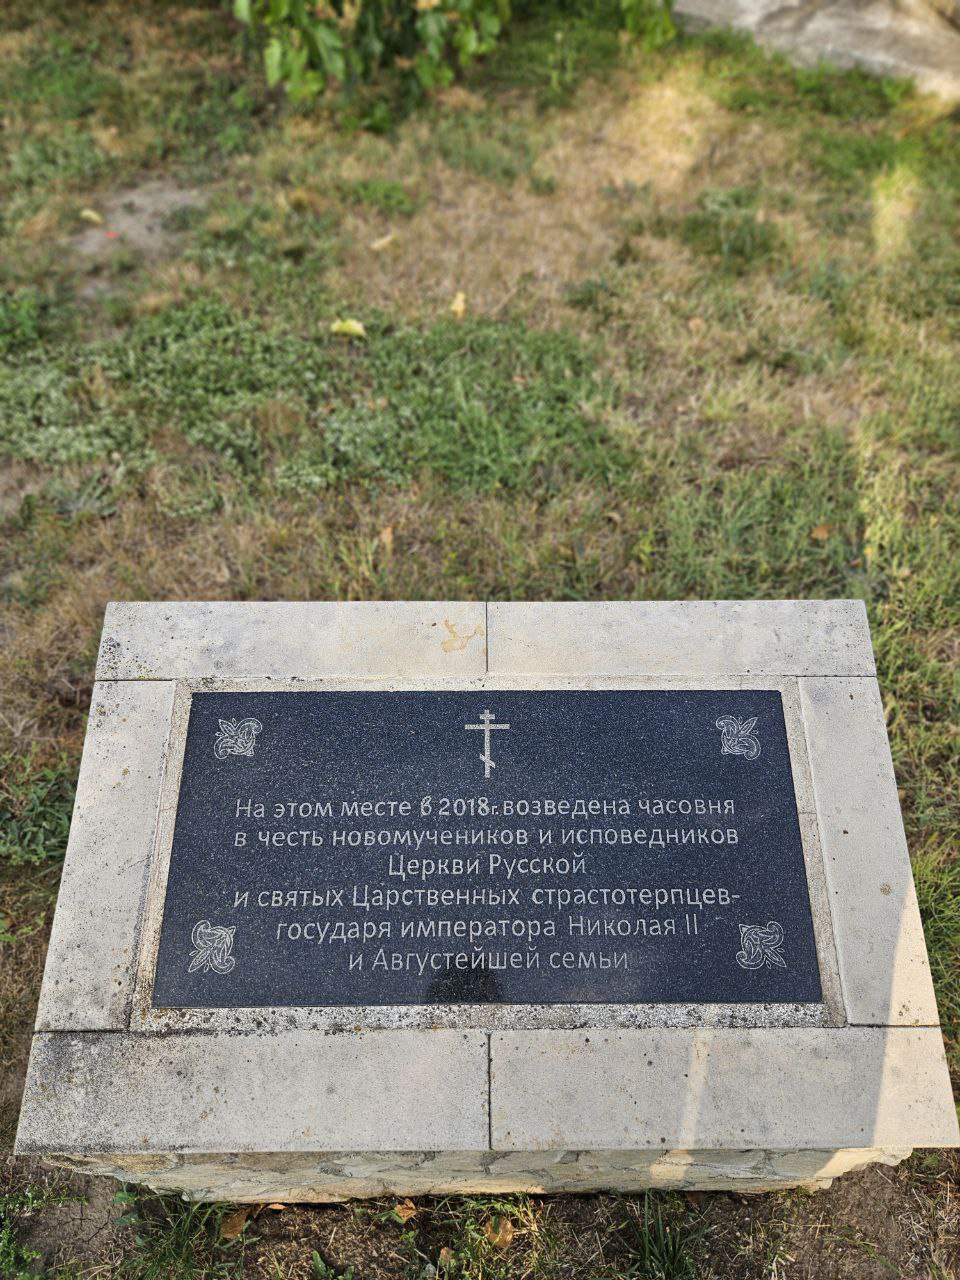 На этом месте в 2018г. возведена часовня
в честь новомучеников и исповедников
Церкви Русской
и святых Царственных страстотерпцев-
государя императора Николая II
и Августейшей семьи